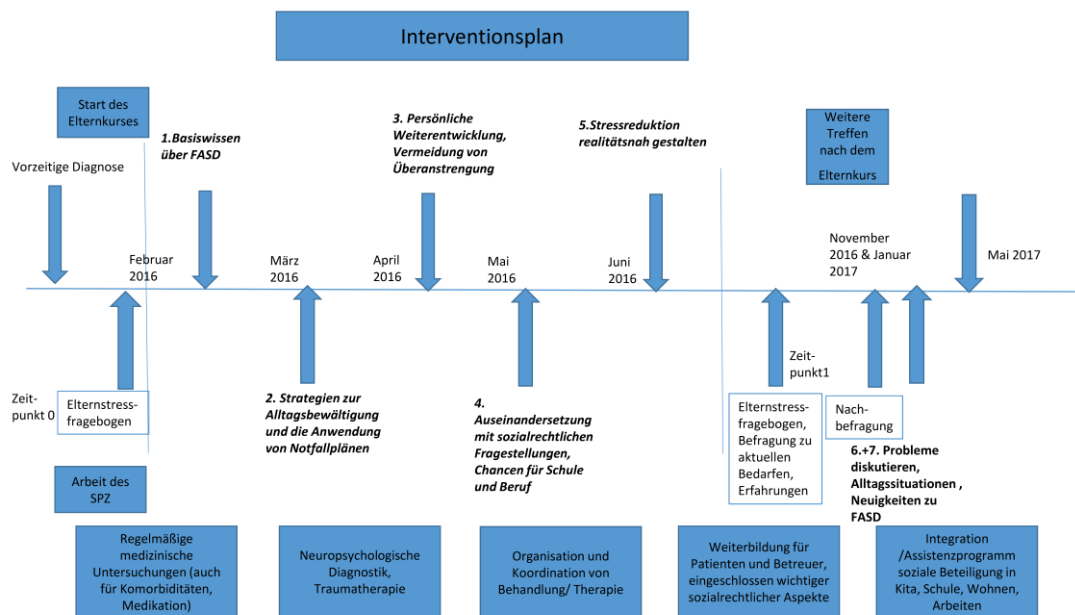 Interventionsplan
Start des
Elternkurses
1.Basiswissen
über FASD
3. Persönliche
Weiterentwicklung,
Vermeidung von
Überanstrengung
5.Stressreduktion
realitätsnah gestalten
Weitere
Treffen
nach dem
Elternkurs
Vorzeitige Diagnose
Februar
2016
März
2016
April
2016
Mai
2016
Juni
2016
November
2016 & Januar
2017
Mai 2017
Zeit-
punkt 0
Elternstress-
fragebogen
2. Strategien zur
Alltagsbewältigung
und die Anwendung
von Notfallplänen
4.
Auseinandersetzung
mit sozialrechtlichen
Fragestellungen,
Chancen für Schule
und Beruf
Zeit-
punkt1
Elternstress-
fragebogen,
Befragung zu
aktuellen
Bedarfen,
Erfahrungen
Nach-
befragung
6.+7. Probleme
diskutieren,
Alltagssituationen ,
Neuigkeiten zu
FASD
Arbeit des
SPZ
Regelmäßige
medizinische
Untersuchungen (auch
für Komorbiditäten,
Medikation)
Neuropsychologische
Diagnostik,
Traumatherapie
Organisation und
Koordination von
Behandlung/ Therapie
Weiterbildung für
Patienten und Betreuer,
eingeschlossen wichtiger
sozialrechtlicher Aspekte
Integration
/Assistenzprogramm
soziale Beteiligung in
Kita, Schule, Wohnen,
Arbeiten